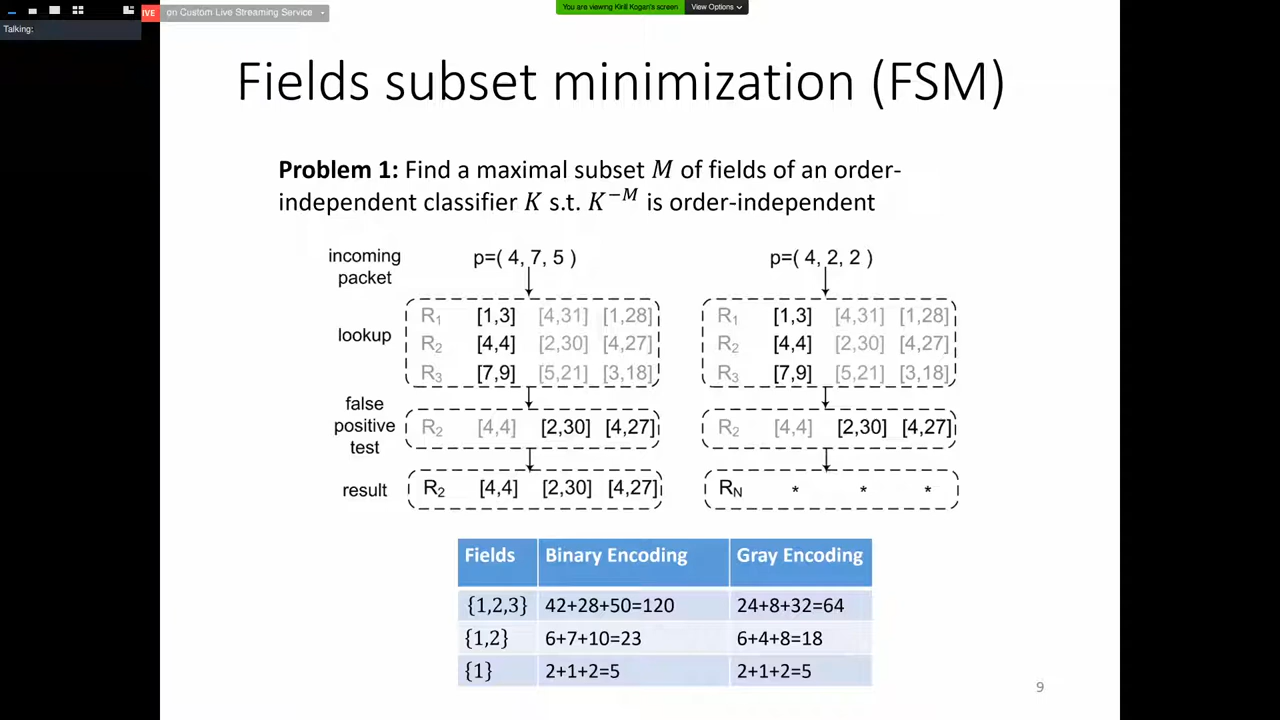 LIVE on Custom Live Streaming Service
You are viewing Kirill Kogan's screen View Options
Talking:
Fields subset minimization (FSM)
Problem 1: Find a maximal subset M of fields of an order-
independent classifier K s.t. K^{-M} is order-independent
incoming packet
p=( 4, 7, 5 )
p=( 4, 2, 2 )
lookup
R₁ [1,3] [4,31] [1,28]
R₂ [4,4] [2,30] [4,27]
R₃ [7,9] [5,21] [3,18]
R₁ [1,3] [4,31] [1,28]
R₂ [4,4] [2,30] [4,27]
R₃ [7,9] [5,21] [3,18]
false positive test
R₂ [4,4] [2,30] [4,27]
R₂ [4,4] [2,30] [4,27]
result
R₂ [4,4] [2,30] [4,27]
R_N * * *
Fields Binary Encoding Gray Encoding
{1,2,3} 42+28+50=120 24+8+32=64
{1,2} 6+7+10=23 6+4+8=18
{1} 2+1+2=5 2+1+2=5
9